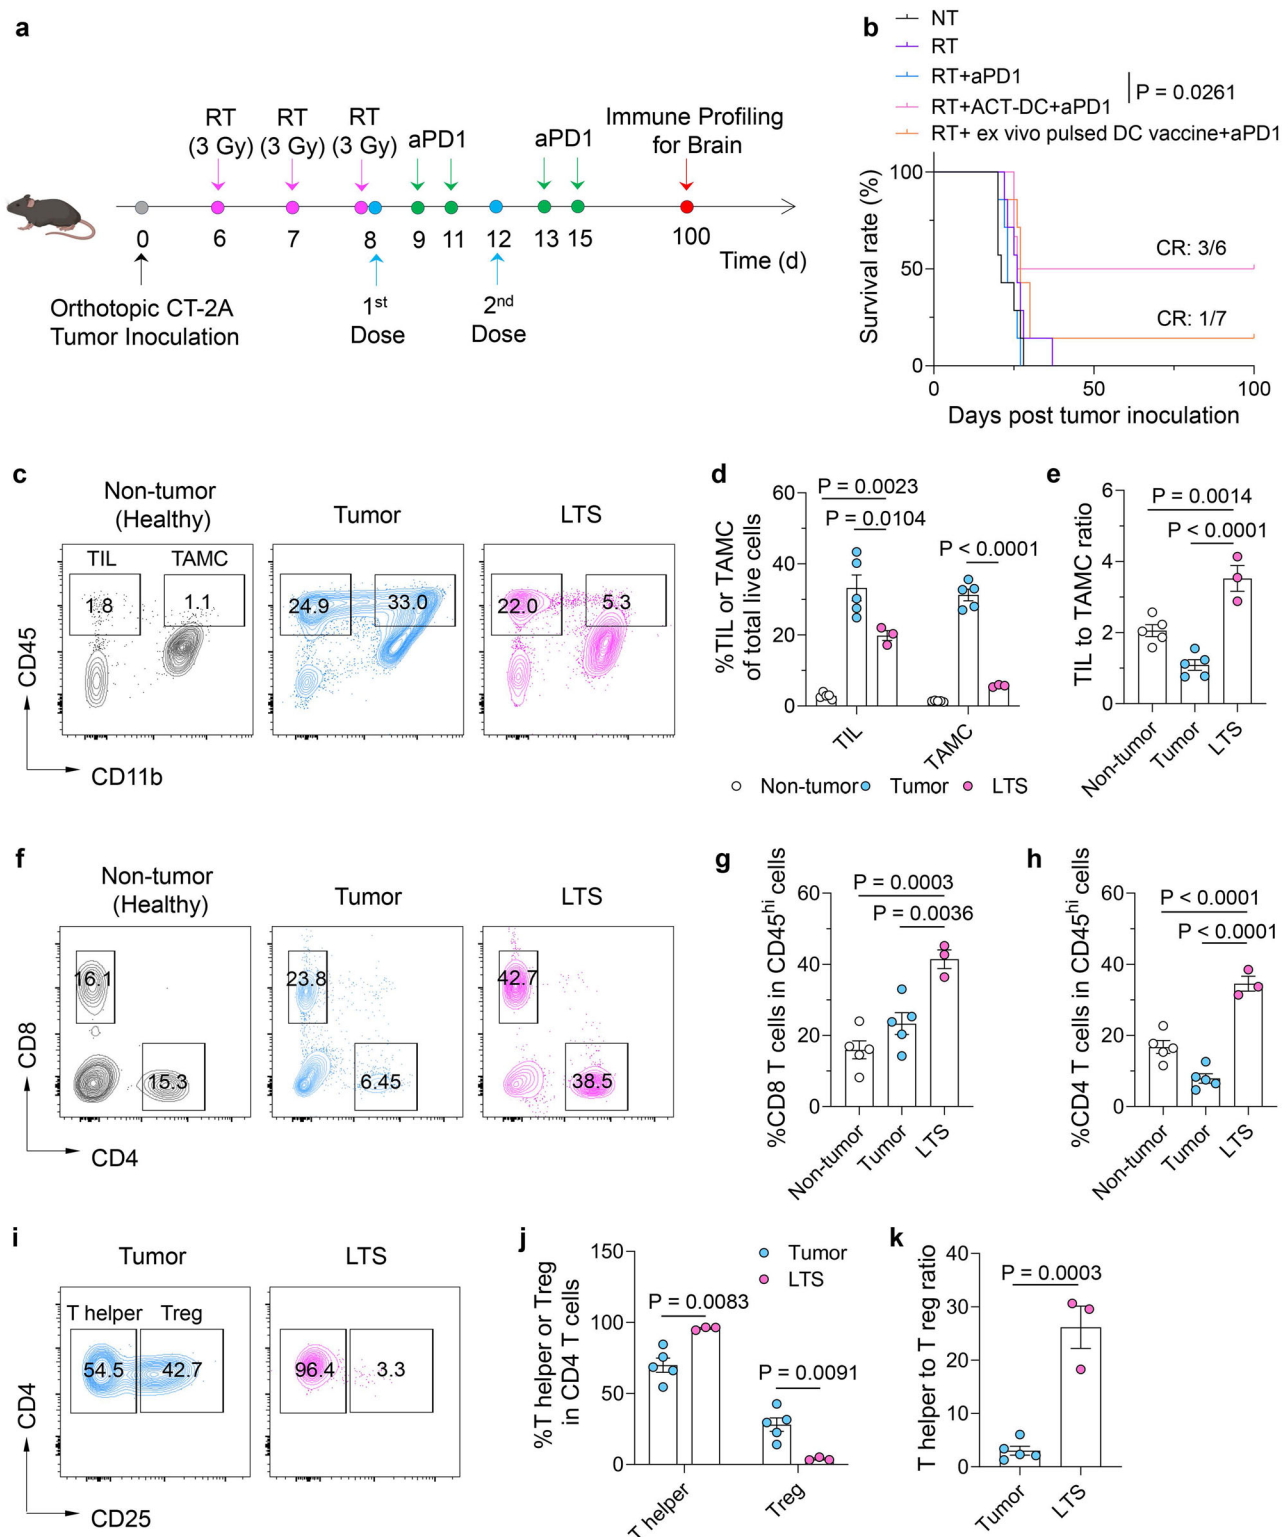 a
RT
(3 Gy)
RT
(3 Gy)
RT
(3 Gy)
aPD1
aPD1
Immune Profiling
for Brain
0
6
7
8
9
11
12
13
15
100
Time (d)
Orthotopic CT-2A
Tumor Inoculation
1st
Dose
2nd
Dose
b
NT
RT
RT+aPD1
RT+ACT-DC+aPD1
RT+ ex vivo pulsed DC vaccine+aPD1
P = 0.0261
Survival rate (%)
100
50
0
CR: 3/6
CR: 1/7
0
50
100
Days post tumor inoculation
c
Non-tumor
(Healthy)
Tumor
LTS
TIL
TAMC
1.8
1.1
24.9
33.0
22.0
5.3
CD45
CD11b
d
%TIL or TAMC
of total live cells
60
40
20
0
P = 0.0023
P = 0.0104
P < 0.0001
TIL
TAMC
Non-tumor
Tumor
LTS
e
TIL to TAMC ratio
6
4
2
0
P = 0.0014
P < 0.0001
Non-tumor
Tumor
LTS
f
Non-tumor
(Healthy)
Tumor
LTS
16.1
15.3
23.8
6.45
42.7
38.5
CD8
CD4
g
%CD8 T cells in CD45hi cells
60
40
20
0
P = 0.0003
P = 0.0036
Non-tumor
Tumor
LTS
h
%CD4 T cells in CD45hi cells
60
40
20
0
P < 0.0001
P < 0.0001
Non-tumor
Tumor
LTS
i
Tumor
LTS
T helper
Treg
54.5
42.7
96.4
3.3
CD4
CD25
j
%T helper or Treg
in CD4 T cells
150
100
50
0
Tumor
LTS
P = 0.0083
P = 0.0091
T helper
Treg
k
T helper to T reg ratio
40
30
20
10
0
P = 0.0003
Tumor
LTS